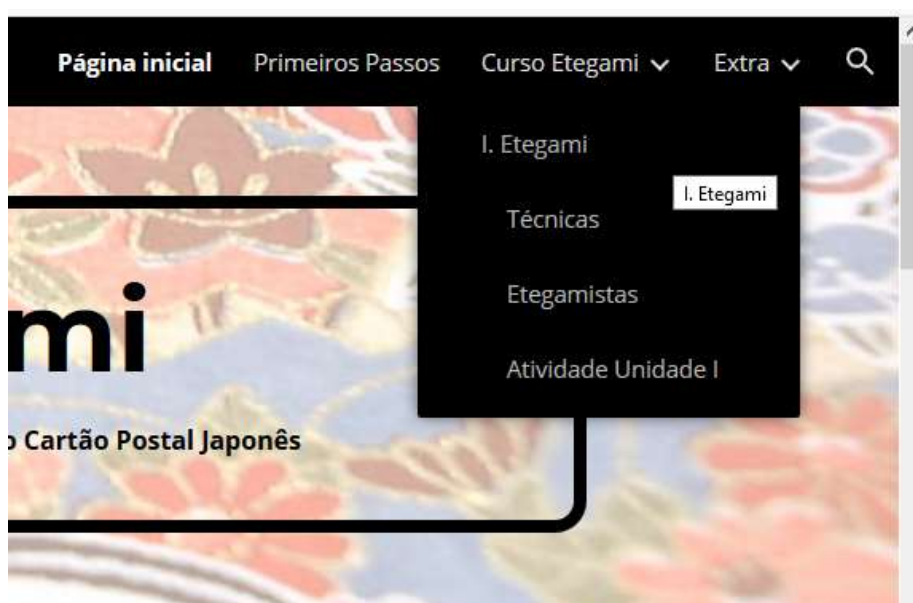 Página inicial Primeiros Passos Curso Etegami Extra
I. Etegami
I. Etegami
Técnicas
Etegamistas
Atividade Unidade I
mi
o Cartão Postal Japonês